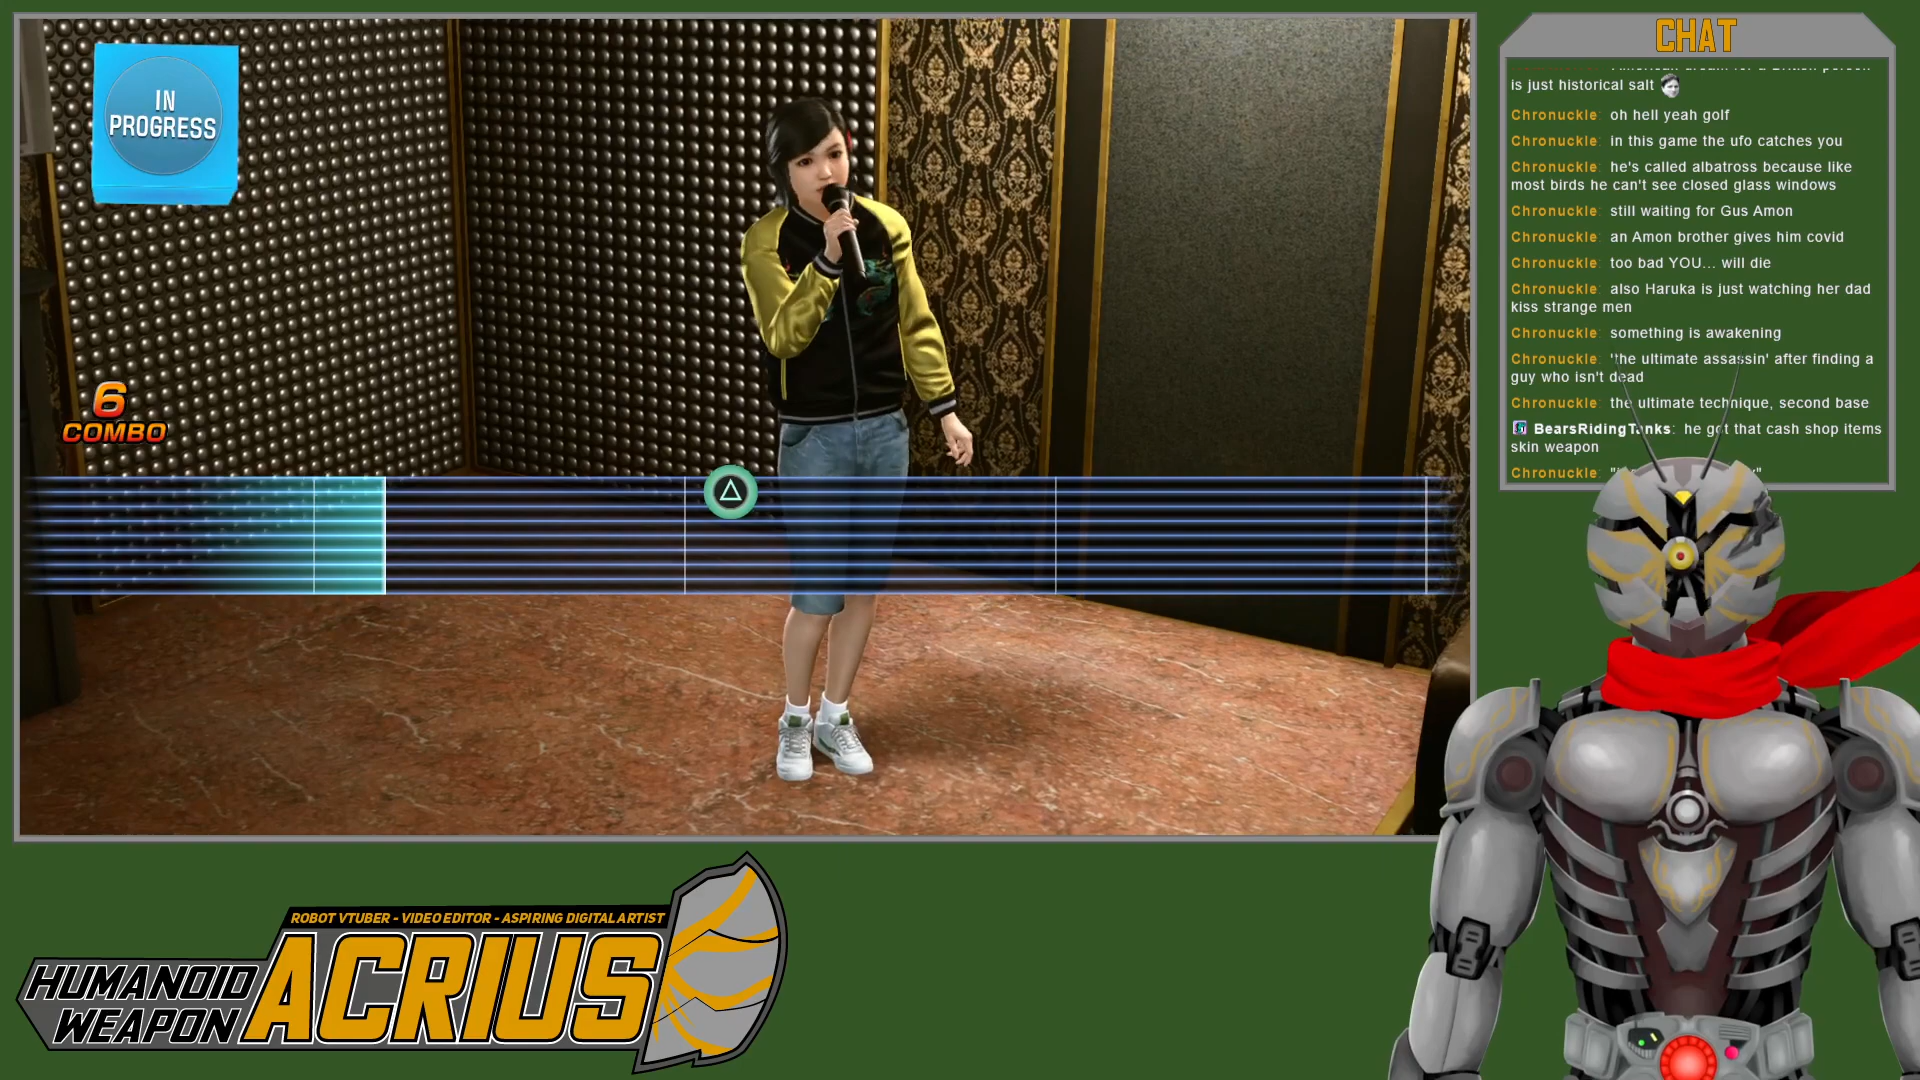 IN
PROGRESS
6
COMBO
CHAT
is just historical salt
Chronuckle: oh hell yeah golf
Chronuckle: in this game the ufo catches you
Chronuckle: he's called albatross because like
most birds he can't see closed glass windows
Chronuckle: still waiting for Gus Amon
Chronuckle: an Amon brother gives him covid
Chronuckle: too bad YOU... will die
Chronuckle: also Haruka is just watching her dad
kiss strange men
Chronuckle: something is awakening
Chronuckle: 'the ultimate assassin' after finding a
guy who isn't dead
Chronuckle: the ultimate technique, second base
BearsRidingTanks: he got that cash shop items
skin weapon
Chronuckle:
ROBOT VTUBER - VIDEO EDITOR - ASPIRING DIGITAL ARTIST
HUMANOID
WEAPON
ACRIUS